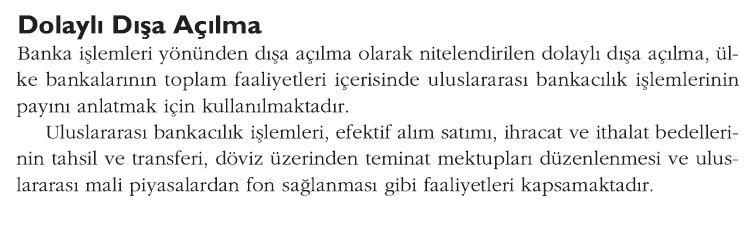 Dolaylı Dışa Açılma
Banka işlemleri yönünden dışa açılma olarak nitelendirilen dolaylı dışa açılma, ül-
ke bankalarının toplam faaliyetleri içerisinde uluslararası bankacılık işlemlerinin
payını anlatmak için kullanılmaktadır.
Uluslararası bankacılık işlemleri, efektif alım satımı, ihracat ve ithalat bedelleri-
nin tahsil ve transferi, döviz üzerinden teminat mektupları düzenlenmesi ve ulus-
lararası mali piyasalardan fon sağlanması gibi faaliyetleri kapsamaktadır.